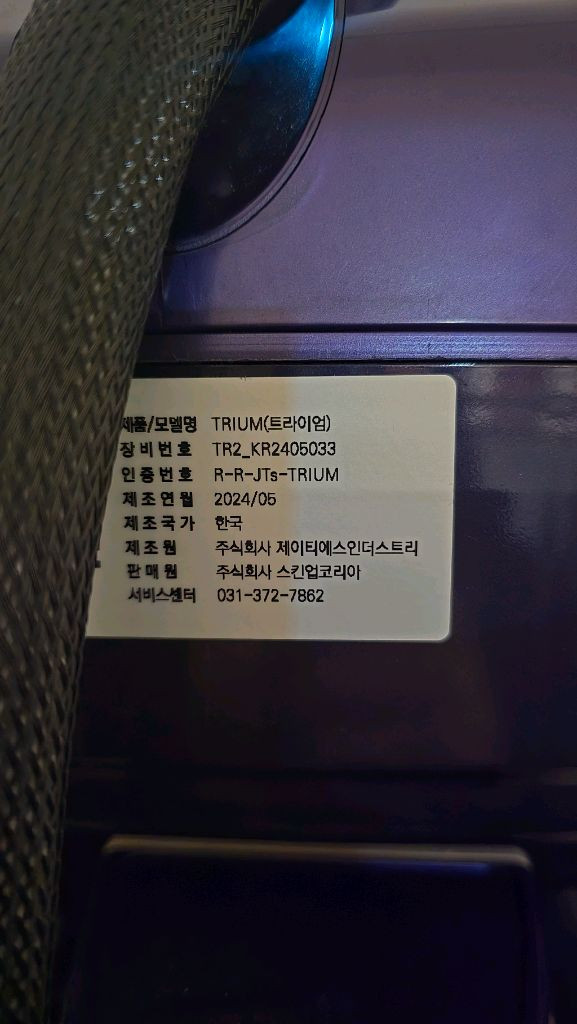 제품/모델명 TRIUM(트라이엄)
장비번호 TR2_KR2405033
인증번호 R-R-JTs-TRIUM
제조연월 2024/05
제조국가 한국
제조원 주식회사 제이티에스인더스트리
판매원 주식회사 스킨업코리아
서비스센터 031-372-7862